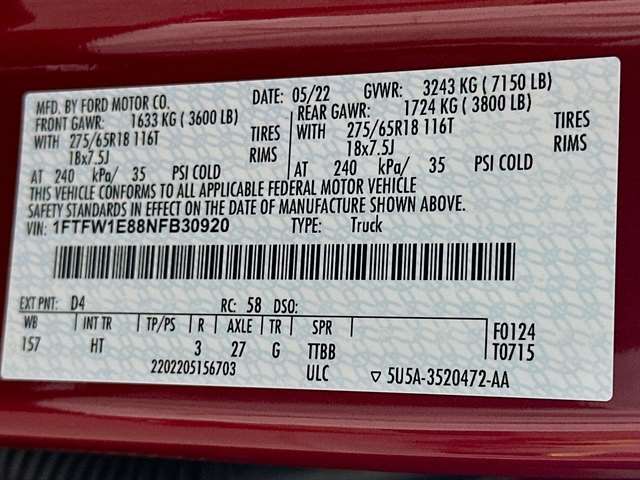 MFD. BY FORD MOTOR CO. DATE: 05/22 GVWR: 3243 KG ( 7150 LB)
FRONT GAWR: 1633 KG ( 3600 LB) REAR GAWR: 1724 KG ( 3800 LB)
WITH 275/65R18 116T TIRES WITH 275/65R18 116T TIRES
18x7.5J RIMS 18x7.5J RIMS
AT 240 kPa/ 35 PSI COLD AT 240 kPa/ 35 PSI COLD
THIS VEHICLE CONFORMS TO ALL APPLICABLE FEDERAL MOTOR VEHICLE
SAFETY STANDARDS IN EFFECT ON THE DATE OF MANUFACTURE SHOWN ABOVE.
VIN: 1FTFW1E88NFB30920 TYPE: Truck
EXT PNT: D4 RC: 58 DSO:
WB INT TR TP/PS R AXLE TR SPR F0124
157 HT 3 27 G TTBB T0715
2202205156703 ULC ▽ 5U5A-3520472-AA